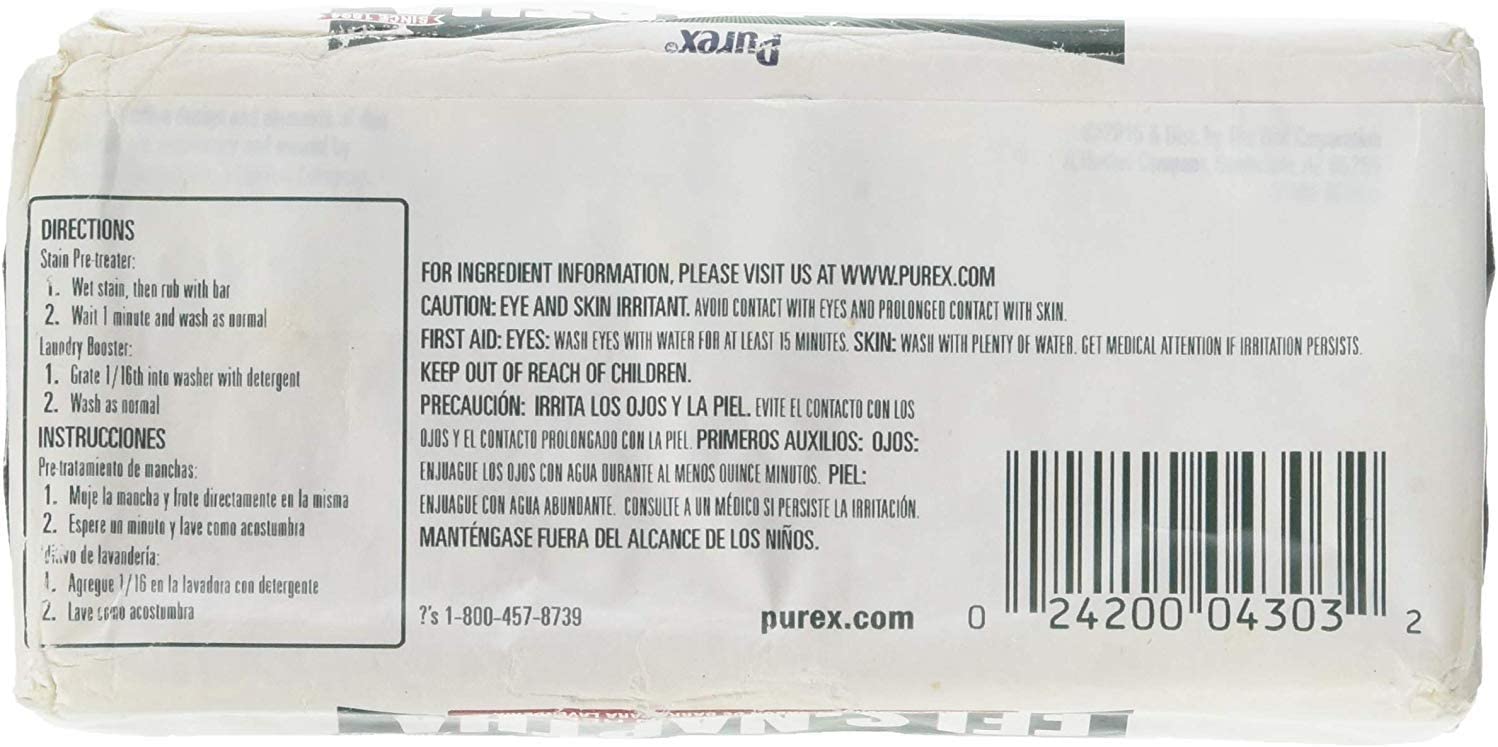 SINCE 1894
Purex
DIRECTIONS
Stain Pre-treater:
1. Wet stain, then rub with bar
2. Wait 1 minute and wash as normal
Laundry Booster:
1. Grate 1/16th into washer with detergent
2. Wash as normal
INSTRUCCIONES
Pre-tratamiento de manchas:
1. Moje la mancha y frote directamente en la misma
2. Espere un minuto y lave como acostumbra
de lavandería:
1. Agregue 1/16 en la lavadora con detergente
2. Lave como acostumbra
FOR INGREDIENT INFORMATION, PLEASE VISIT US AT WWW.PUREX.COM
CAUTION: EYE AND SKIN IRRITANT. AVOID CONTACT WITH EYES AND PROLONGED CONTACT WITH SKIN.
FIRST AID: EYES: WASH EYES WITH WATER FOR AT LEAST 15 MINUTES. SKIN: WASH WITH PLENTY OF WATER. GET MEDICAL ATTENTION IF IRRITATION PERSISTS.
KEEP OUT OF REACH OF CHILDREN.
PRECAUCIÓN: IRRITA LOS OJOS Y LA PIEL. EVITE EL CONTACTO CON LOS
OJOS Y EL CONTACTO PROLONGADO CON LA PIEL. PRIMEROS AUXILIOS: OJOS:
ENJUAGUE LOS OJOS CON AGUA DURANTE AL MENOS QUINCE MINUTOS. PIEL:
ENJUAGUE CON AGUA ABUNDANTE. CONSULTE A UN MÉDICO SI PERSISTE LA IRRITACIÓN.
MANTÉNGASE FUERA DEL ALCANCE DE LOS NIÑOS.
?'s 1-800-457-8739
purex.com
0 24200 04303 2